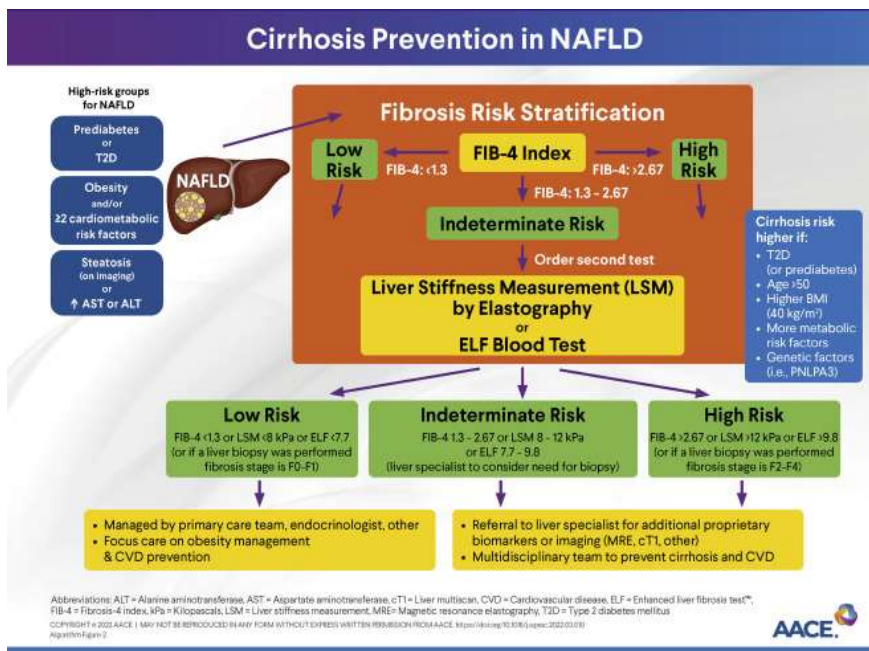 Cirrhosis Prevention in NAFLD
High-risk groups
for NAFLD
Prediabetes
or
T2D
Obesity
and/or
≥2 cardiometabolic
risk factors
Steatosis
(on imaging)
or
↑ AST or ALT
NAFLD
Fibrosis Risk Stratification
Low
Risk
FIB-4: <1.3
FIB-4 Index
FIB-4: >2.67
High
Risk
FIB-4: 1.3 - 2.67
Indeterminate Risk
Order second test
Liver Stiffness Measurement (LSM)
by Elastography
or
ELF Blood Test
Cirrhosis risk
higher if:
• T2D
(or prediabetes)
• Age >50
• Higher BMI
(40 kg/m²)
• More metabolic
risk factors
• Genetic factors
(i.e., PNLPA3)
Low Risk
FIB-4 <1.3 or LSM <8 kPa or ELF <7.7
(or if a liver biopsy was performed
fibrosis stage is F0-F1)
Indeterminate Risk
FIB-4 1.3 - 2.67 or LSM 8 - 12 kPa
or ELF 7.7 - 9.8
(liver specialist to consider need for biopsy)
High Risk
FIB-4 >2.67 or LSM >12 kPa or ELF >9.8
(or if a liver biopsy was performed
fibrosis stage is F2-F4)
• Managed by primary care team, endocrinologist, other
• Focus care on obesity management
& CVD prevention
• Referral to liver specialist for additional proprietary
biomarkers or imaging (MRE, cT1, other)
• Multidisciplinary team to prevent cirrhosis and CVD
Abbreviations: ALT = Alanine aminotransferase, AST = Aspartate aminotransferase, cT1 = Liver multiscan, CVD = Cardiovascular disease, ELF = Enhanced liver fibrosis test™,
FIB-4 = Fibrosis-4 index, kPa = Kilopascals, LSM = Liver stiffness measurement, MRE= Magnetic resonance elastography, T2D = Type 2 diabetes mellitus
COPYRIGHT © 2022 AACE | MAY NOT BE REPRODUCED IN ANY FORM WITHOUT EXPRESS WRITTEN PERMISSION FROM AACE. https://doi.org/10.1016/j.eprac.2022.03.010
Algorithm Figure 2
AACE.